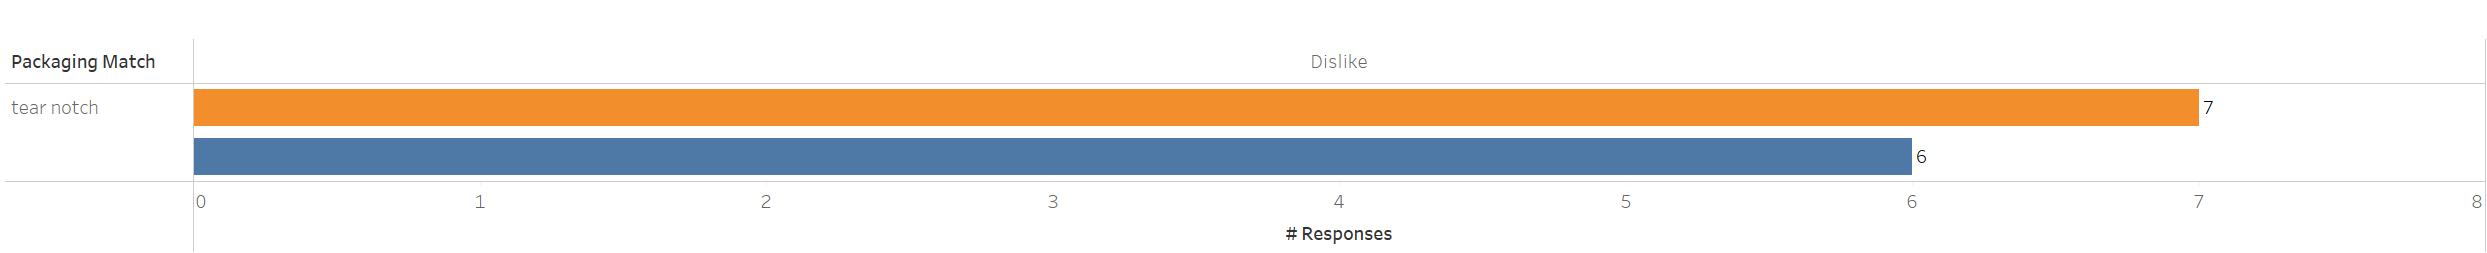 Packaging Match
Dislike
tear notch
7
6
0 1 2 3 4 5 6 7 8
# Responses